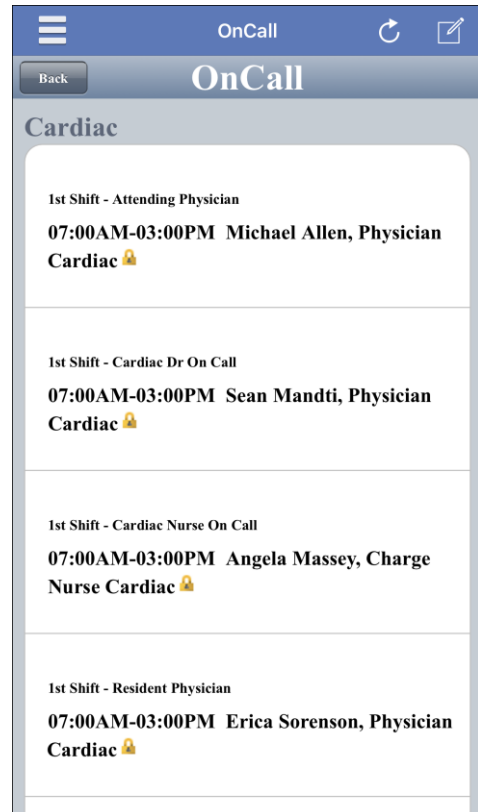 OnCall
Back
OnCall
Cardiac
1st Shift - Attending Physician
07:00AM-03:00PM Michael Allen, Physician
Cardiac
1st Shift - Cardiac Dr On Call
07:00AM-03:00PM Sean Mandti, Physician
Cardiac
1st Shift - Cardiac Nurse On Call
07:00AM-03:00PM Angela Massey, Charge
Nurse Cardiac
1st Shift - Resident Physician
07:00AM-03:00PM Erica Sorenson, Physician
Cardiac